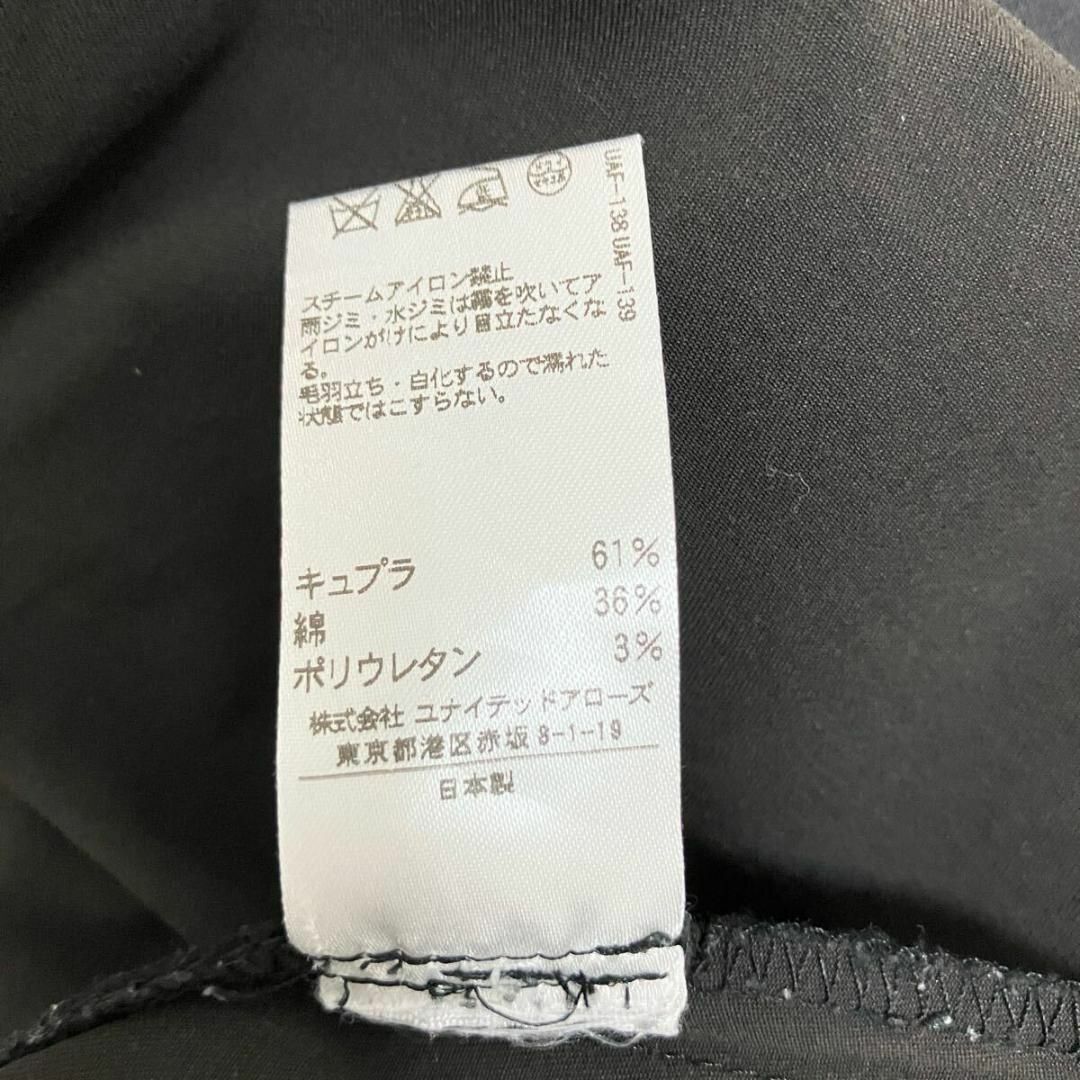 UAF-138 UAF-139
スチームアイロン禁止
雨ジミ・水ジミは霧を吹いてア
イロンがけにより目立たなくな
る。
毛羽立ち・白化するので濡れた
状態ではこすらない。
キュプラ 61%
綿 36%
ポリウレタン 3%
株式会社 ユナイテッドアローズ
東京都港区赤坂 8-1-19
日本製